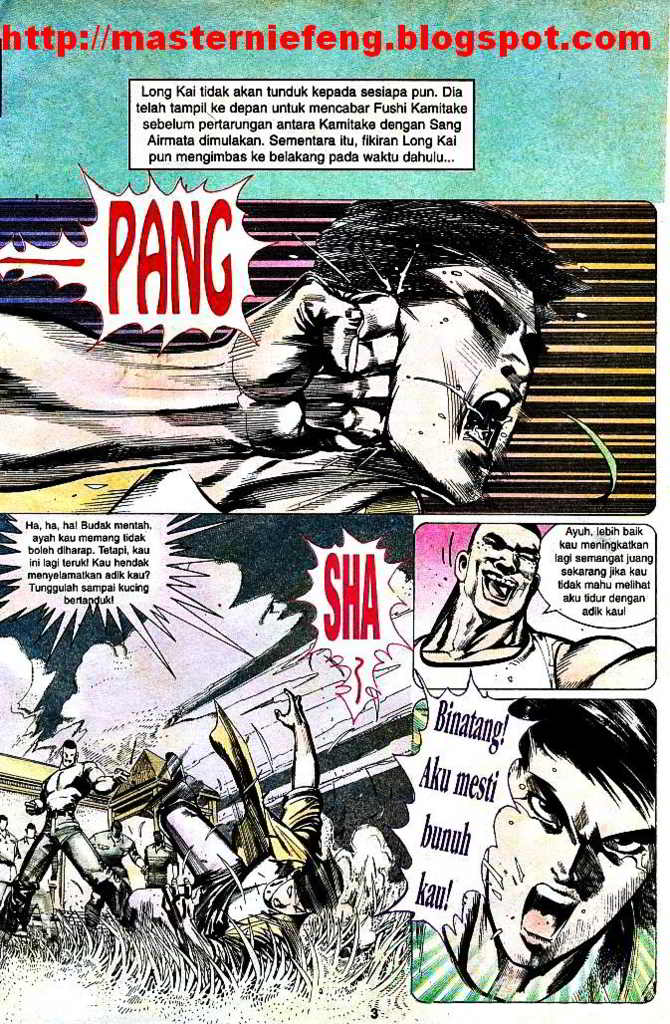 http://masterniefeng.blogspot.com
Long Kai tidak akan tunduk kepada sesiapa pun. Dia
telah tampil ke depan untuk mencabar Fushi Kamitake
sebelum pertarungan antara Kamitake dengan Sang
Airmata dimulakan. Sementara itu, fikiran Long Kai
pun mengimbas ke belakang pada waktu dahulu...
PANG
Ha, ha, ha! Budak mentah,
ayah kau memang tidak
boleh diharap. Tetapi, kau
ini lagi teruk! Kau hendak
menyelamatkan adik kau?
Tunggulah sampai kucing
bertanduk!
SHA
Ayuh, lebih baik
kau meningkatkan
lagi semangat juang
sekarang jika kau
tidak mahu melihat
aku tidur dengan
adik kau!
Binatang!
Aku mesti
bunuh
kau!
3